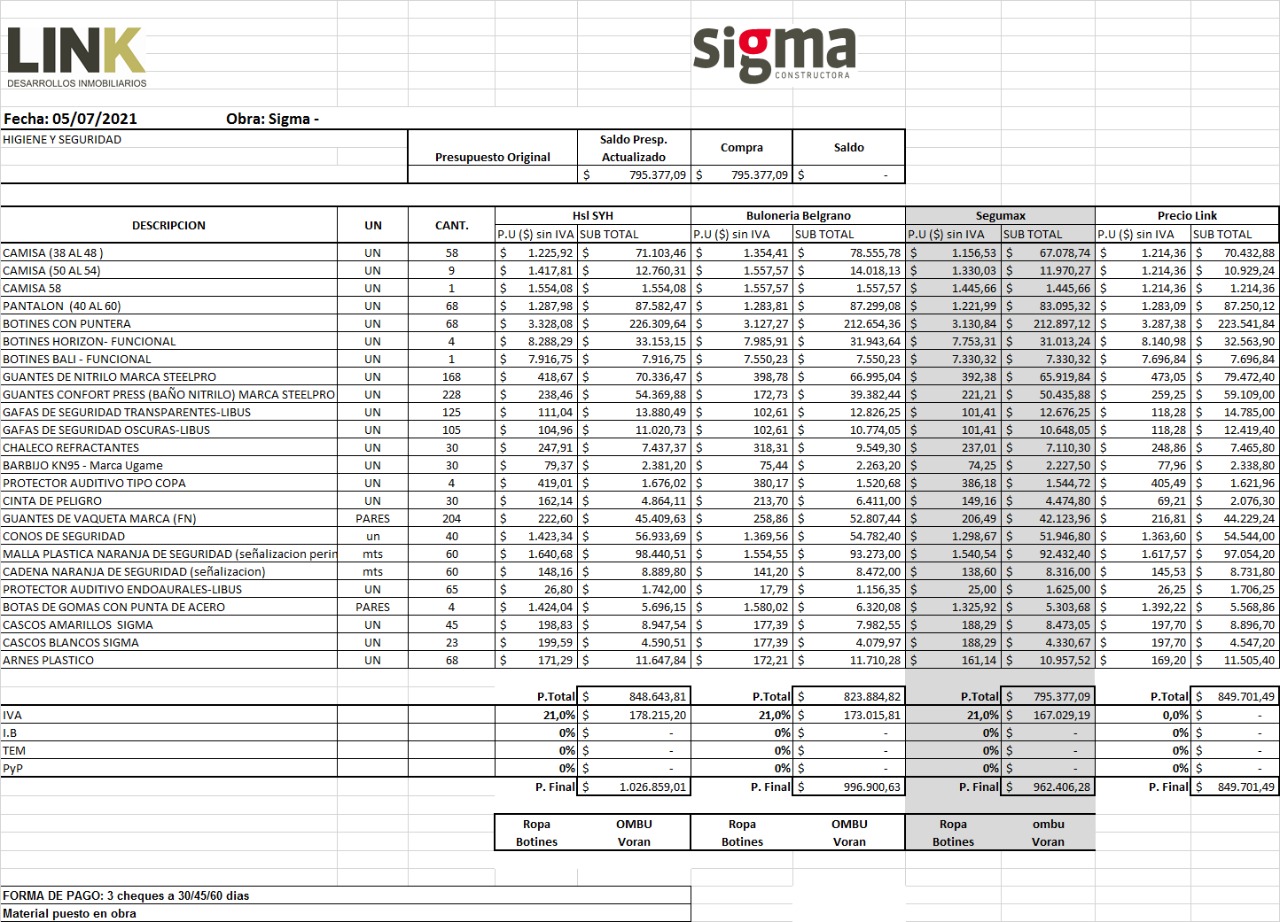 LINK
DESARROLLOS INMOBILIARIOS
sigma
CONSTRUCTORA
Fecha: 05/07/2021 Obra: Sigma -
HIGIENE Y SEGURIDAD
Presupuesto Original Saldo Presp. Actualizado Compra Saldo
$ 795.377,09 $ 795.377,09 $ -
Hsl SYH Buloneria Belgrano Segumax Precio Link
DESCRIPCION UN CANT. P.U ($) sin IVA SUB TOTAL P.U ($) sin IVA SUB TOTAL P.U ($) sin IVA SUB TOTAL P.U ($) sin IVA SUB TOTAL
CAMISA (38 AL 48 ) UN 58 $ 1.225,92 $ 71.103,46 $ 1.354,41 $ 78.555,78 $ 1.156,53 $ 67.078,74 $ 1.214,36 $ 70.432,88
CAMISA (50 AL 54) UN 9 $ 1.417,81 $ 12.760,31 $ 1.557,57 $ 14.018,13 $ 1.330,03 $ 11.970,27 $ 1.214,36 $ 10.929,24
CAMISA 58 UN 1 $ 1.554,08 $ 1.554,08 $ 1.557,57 $ 1.557,57 $ 1.445,66 $ 1.445,66 $ 1.214,36 $ 1.214,36
PANTALON (40 AL 60) UN 68 $ 1.287,98 $ 87.582,47 $ 1.283,81 $ 87.299,08 $ 1.221,99 $ 83.095,32 $ 1.283,09 $ 87.250,12
BOTINES CON PUNTERA UN 68 $ 3.328,08 $ 226.309,64 $ 3.127,27 $ 212.654,36 $ 3.130,84 $ 212.897,12 $ 3.287,38 $ 223.541,84
BOTINES HORIZON- FUNCIONAL UN 4 $ 8.288,29 $ 33.153,15 $ 7.985,91 $ 31.943,64 $ 7.753,31 $ 31.013,24 $ 8.140,98 $ 32.563,90
BOTINES BALI - FUNCIONAL UN 1 $ 7.916,75 $ 7.916,75 $ 7.550,23 $ 7.550,23 $ 7.330,32 $ 7.330,32 $ 7.696,84 $ 7.696,84
GUANTES DE NITRILO MARCA STEELPRO UN 168 $ 418,67 $ 70.336,47 $ 398,78 $ 66.995,04 $ 392,38 $ 65.919,84 $ 473,05 $ 79.472,40
GUANTES CONFORT PRESS (BAÑO NITRILO) MARCA STEELPRO UN 228 $ 238,46 $ 54.369,88 $ 172,73 $ 39.382,44 $ 221,21 $ 50.435,88 $ 259,25 $ 59.109,00
GAFAS DE SEGURIDAD TRANSPARENTES-LIBUS UN 125 $ 111,04 $ 13.880,49 $ 102,61 $ 12.826,25 $ 101,41 $ 12.676,25 $ 118,28 $ 14.785,00
GAFAS DE SEGURIDAD OSCURAS-LIBUS UN 105 $ 104,96 $ 11.020,73 $ 102,61 $ 10.774,05 $ 101,41 $ 10.648,05 $ 118,28 $ 12.419,40
CHALECO REFRACTANTES UN 30 $ 247,91 $ 7.437,37 $ 318,31 $ 9.549,30 $ 237,01 $ 7.110,30 $ 248,86 $ 7.465,80
BARBIJO KN95 - Marca Ugame UN 30 $ 79,37 $ 2.381,20 $ 75,44 $ 2.263,20 $ 74,25 $ 2.227,50 $ 77,96 $ 2.338,80
PROTECTOR AUDITIVO TIPO COPA UN 4 $ 419,01 $ 1.676,02 $ 380,17 $ 1.520,68 $ 386,18 $ 1.544,72 $ 405,49 $ 1.621,96
CINTA DE PELIGRO UN 30 $ 162,14 $ 4.864,11 $ 213,70 $ 6.411,00 $ 149,16 $ 4.474,80 $ 69,21 $ 2.076,30
GUANTES DE VAQUETA MARCA (FN) PARES 204 $ 222,60 $ 45.409,63 $ 258,86 $ 52.807,44 $ 206,49 $ 42.123,96 $ 216,81 $ 44.229,24
CONOS DE SEGURIDAD un 40 $ 1.423,34 $ 56.933,69 $ 1.369,56 $ 54.782,40 $ 1.298,67 $ 51.946,80 $ 1.363,60 $ 54.544,00
MALLA PLASTICA NARANJA DE SEGURIDAD (señalizacion perin mts 60 $ 1.640,68 $ 98.440,51 $ 1.554,55 $ 93.273,00 $ 1.540,54 $ 92.432,40 $ 1.617,57 $ 97.054,20
CADENA NARANJA DE SEGURIDAD (señalizacion) mts 60 $ 148,16 $ 8.889,80 $ 141,20 $ 8.472,00 $ 138,60 $ 8.316,00 $ 145,53 $ 8.731,80
PROTECTOR AUDITIVO ENDOAURALES-LIBUS UN 65 $ 26,80 $ 1.742,00 $ 17,79 $ 1.156,35 $ 25,00 $ 1.625,00 $ 26,25 $ 1.706,25
BOTAS DE GOMAS CON PUNTA DE ACERO PARES 4 $ 1.424,04 $ 5.696,15 $ 1.580,02 $ 6.320,08 $ 1.325,92 $ 5.303,68 $ 1.392,22 $ 5.568,86
CASCOS AMARILLOS SIGMA UN 45 $ 198,83 $ 8.947,54 $ 177,39 $ 7.982,55 $ 188,29 $ 8.473,05 $ 197,70 $ 8.896,70
CASCOS BLANCOS SIGMA UN 23 $ 199,59 $ 4.590,51 $ 177,39 $ 4.079,97 $ 188,29 $ 4.330,67 $ 197,70 $ 4.547,20
ARNES PLASTICO UN 68 $ 171,29 $ 11.647,84 $ 172,21 $ 11.710,28 $ 161,14 $ 10.957,52 $ 169,20 $ 11.505,40
P.Total $ 848.643,81 P.Total $ 823.884,82 P.Total $ 795.377,09 P.Total $ 849.701,49
IVA 21,0% $ 178.215,20 21,0% $ 173.015,81 21,0% $ 167.029,19 0,0% $ -
I.B 0% $ - 0% $ - 0% $ - 0% $ -
TEM 0% $ - 0% $ - 0% $ - 0% $ -
PyP 0% $ - 0% $ - 0% $ - 0% $ -
P. Final $ 1.026.859,01 P. Final $ 996.900,63 P. Final $ 962.406,28 P. Final $ 849.701,49
Ropa OMBU Ropa OMBU Ropa ombu
Botines Voran Botines Voran Botines Voran
FORMA DE PAGO: 3 cheques a 30/45/60 dias
Material puesto en obra